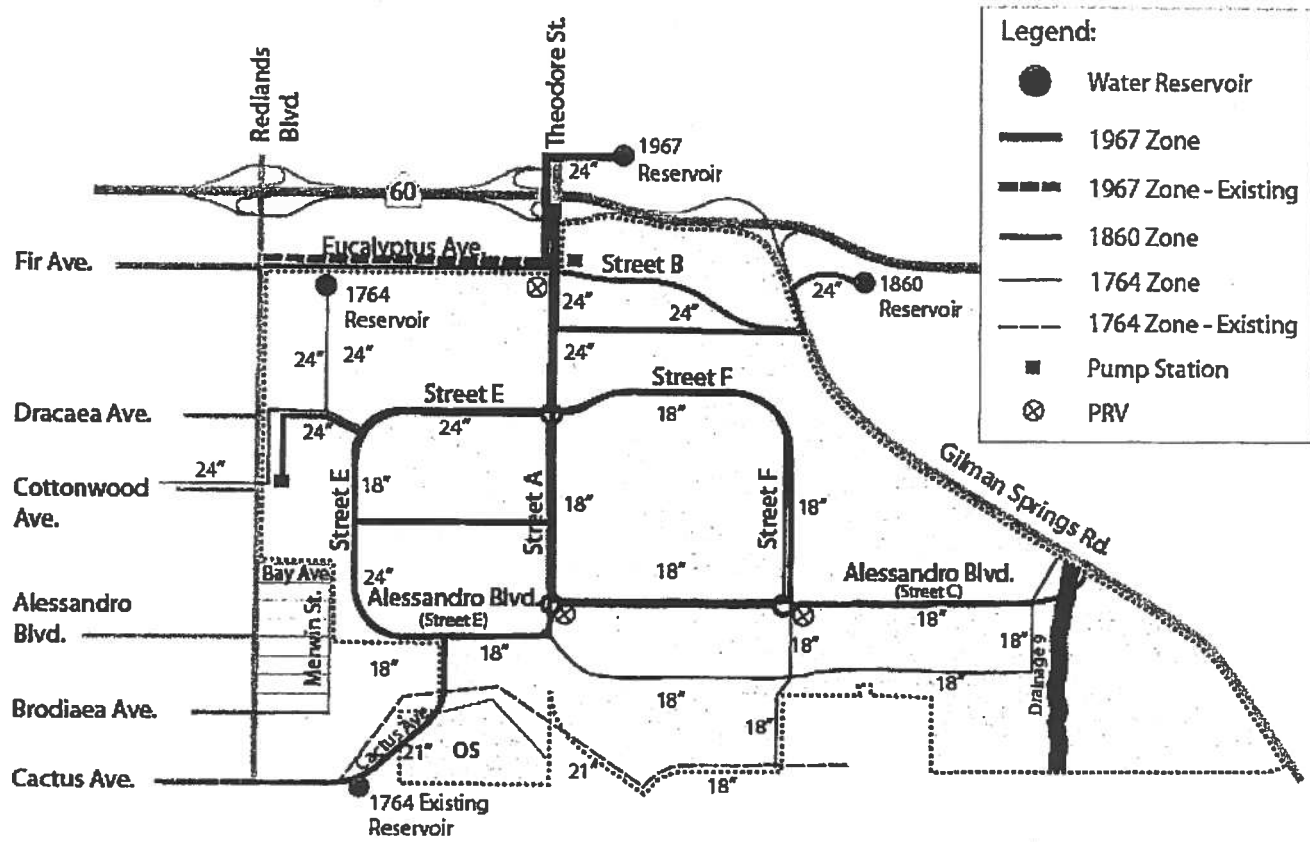 Legend:
Water Reservoir
1967 Zone
1967 Zone - Existing
1860 Zone
1764 Zone
1764 Zone - Existing
Pump Station
PRV
Redlands
Blvd.
Theodore St.
1967
Reservoir
24"
60
Eucalyptus Ave
Fir Ave.
Street B
1764
Reservoir
24"
24"
24"
1860
Reservoir
24"
24"
24"
24"
Street E
Street F
Dracaea Ave.
24"
24"
18"
24"
Cottonwood
Ave.
Street E
18"
Street A
18"
Street F
18"
Gilman Springs Rd.
Bay Ave
24"
18"
Alessandro Blvd.
(Street C)
Alessandro
Blvd.
Merwin St.
Alessandro Blvd.
(Street E)
18"
18"
18"
18"
18"
Drainage 9
18"
18"
Brodiaea Ave.
18"
Cactus Ave
21"
OS
21"
18"
Cactus Ave.
1764 Existing
Reservoir